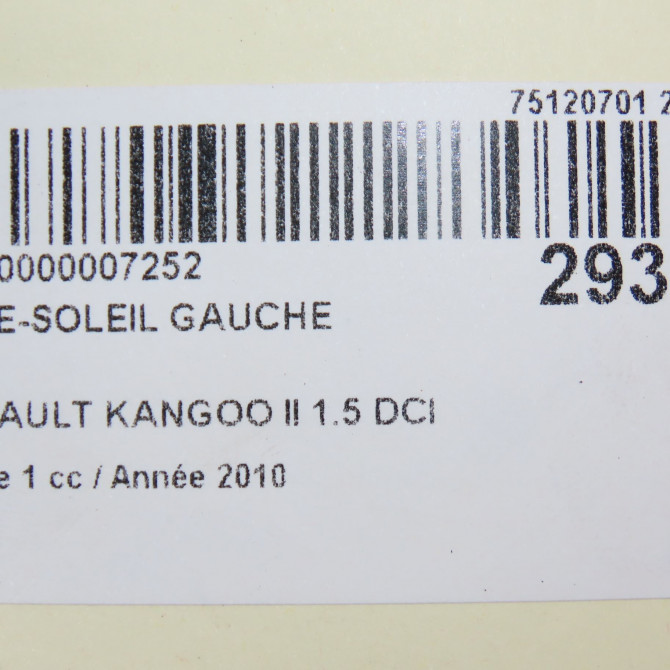 75120701 2
0000007252
293
E-SOLEIL GAUCHE
AULT KANGOO II 1.5 DCI
e 1 cc / Année 2010